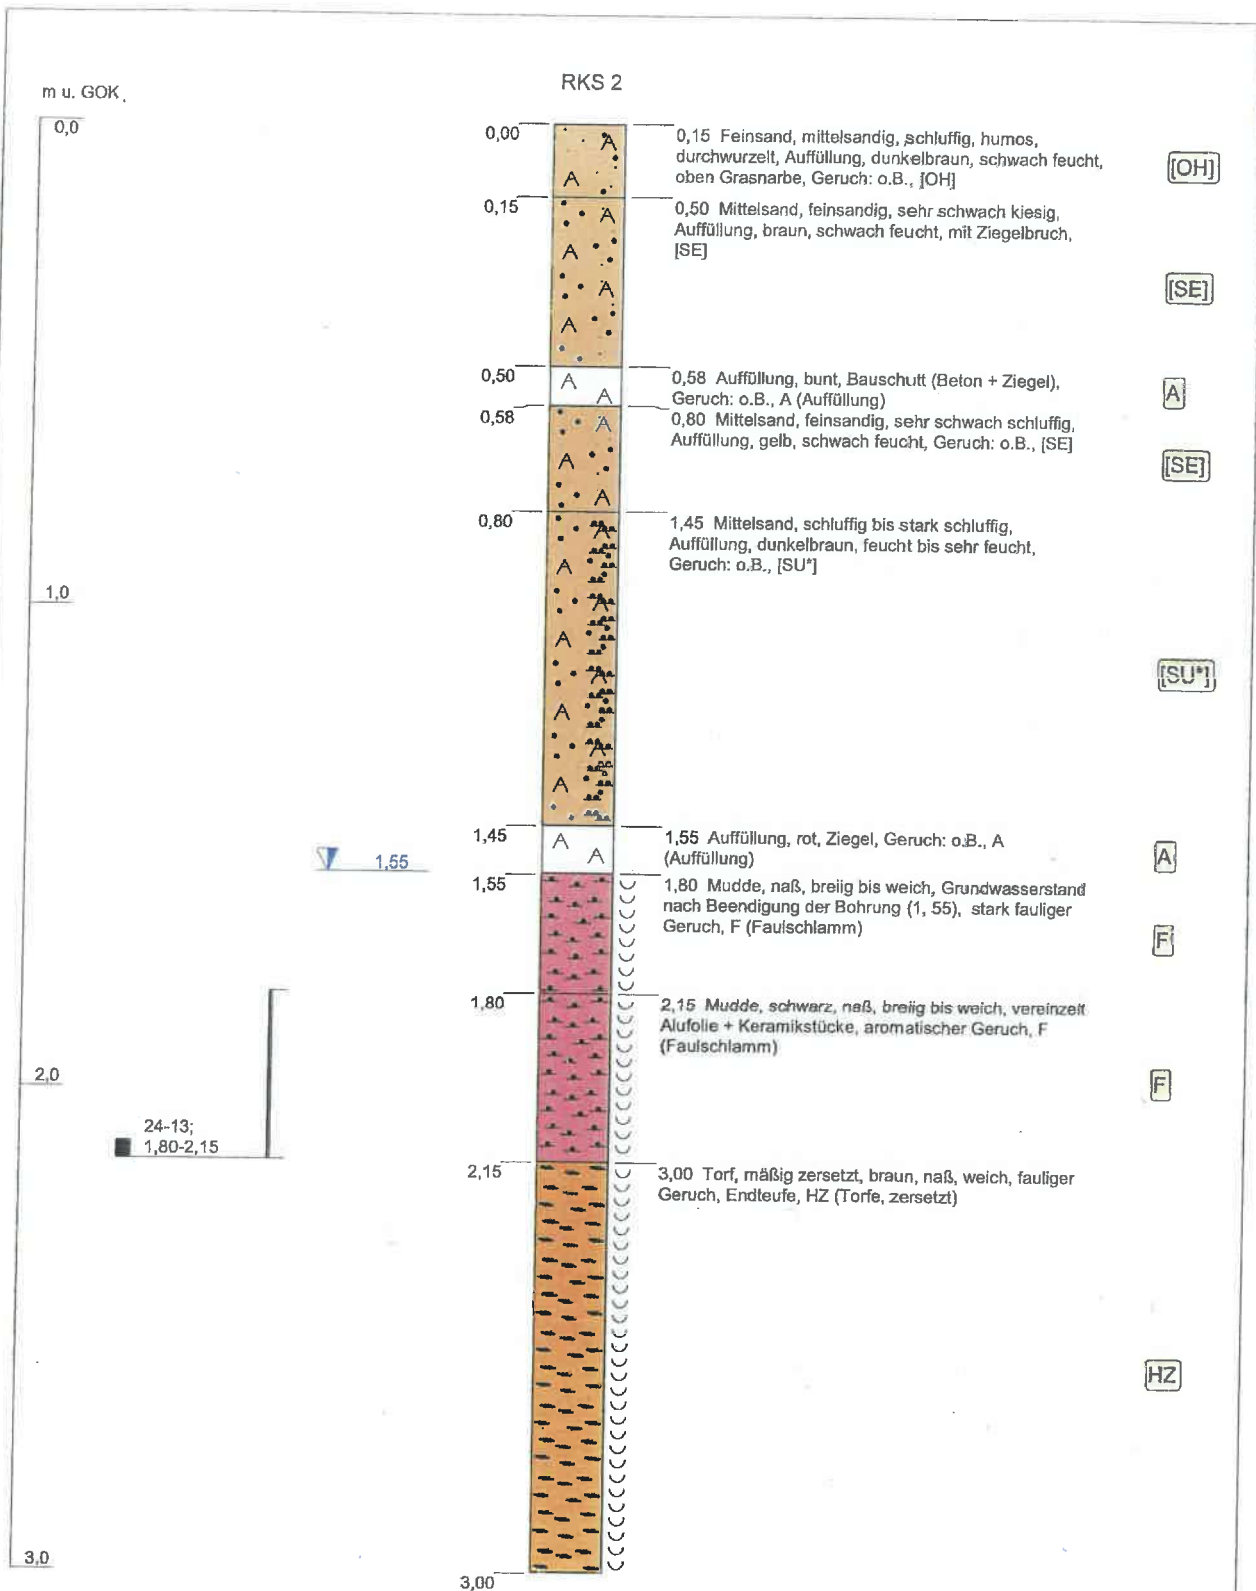 RKS 2
m u. GOK
0,0
0,00
0,15 Feinsand, mittelsandig, schluffig, humos,
durchwurzelt, Auffüllung, dunkelbraun, schwach feucht,
oben Grasnarbe, Geruch: o.B., [OH]
[OH]
0,15
0,50 Mittelsand, feinsandig, sehr schwach kiesig,
Auffüllung, braun, schwach feucht, mit Ziegelbruch,
[SE]
[SE]
0,50
0,58 Auffüllung, bunt, Bauschutt (Beton + Ziegel),
Geruch: o.B., A (Auffüllung)
A
0,58
0,80 Mittelsand, feinsandig, sehr schwach schluffig,
Auffüllung, gelb, schwach feucht, Geruch: o.B., [SE]
[SE]
0,80
1,45 Mittelsand, schluffig bis stark schluffig,
Auffüllung, dunkelbraun, feucht bis sehr feucht,
Geruch: o.B., [SU*]
1,0
[SU*]
1,45
1,55 Auffüllung, rot, Ziegel, Geruch: o.B., A
(Auffüllung)
A
1,55
1,55
1,80 Mudde, naß, breiig bis weich, Grundwasserstand
nach Beendigung der Bohrung (1, 55), stark fauliger
Geruch, F (Faulschlamm)
F
1,80
2,15 Mudde, schwarz, naß, breiig bis weich, vereinzelt
Alufolie + Keramikstücke, aromatischer Geruch, F
(Faulschlamm)
2,0
F
24-13;
1,80-2,15
2,15
3,00 Torf, mäßig zersetzt, braun, naß, weich, fauliger
Geruch, Endteufe, HZ (Torfe, zersetzt)
HZ
3,0
3,00